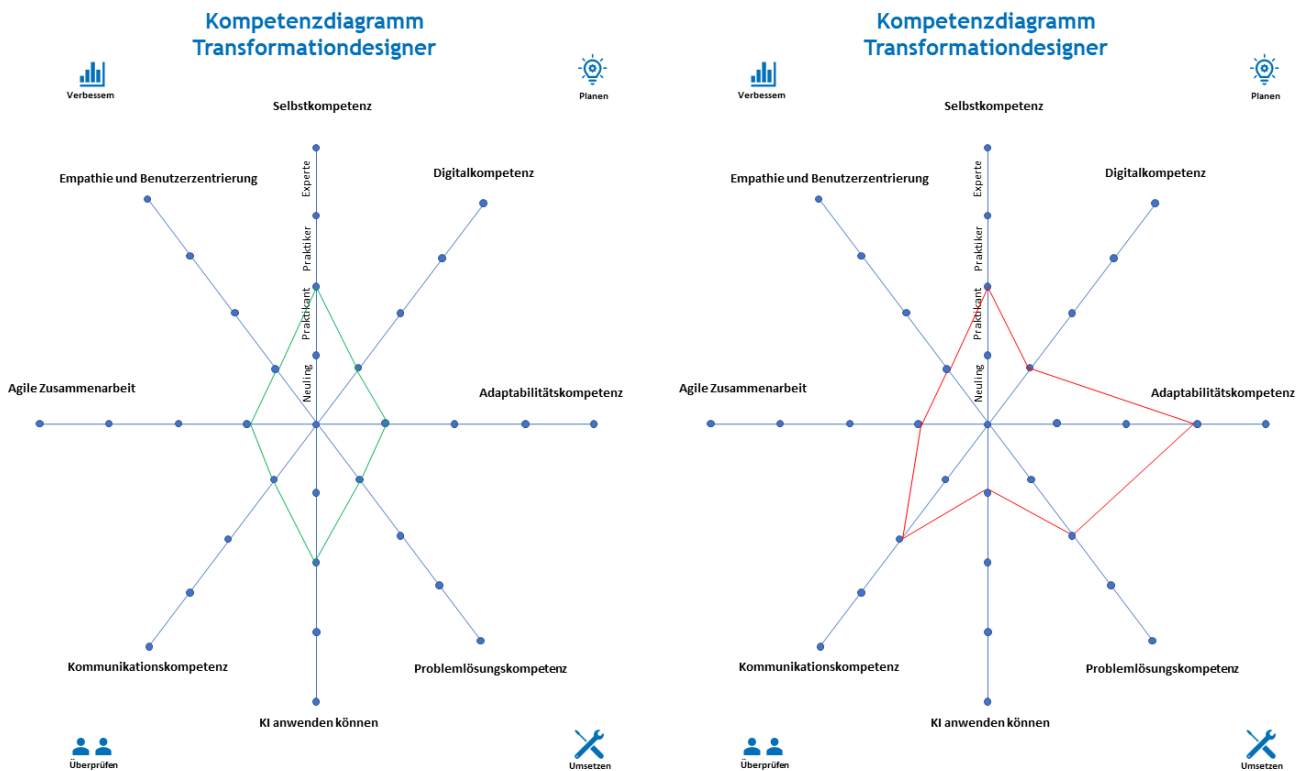 Kompetenzdiagramm
Transformationdesigner
Verbessern
Planen
Selbstkompetenz
Empathie und Benutzerzentrierung
Digitalkompetenz
Experte
Praktiker
Praktikant
Neuling
Agile Zusammenarbeit
Adaptabilitätskompetenz
Kommunikationskompetenz
Problemlösungskompetenz
KI anwenden können
Überprüfen
Umsetzen
Kompetenzdiagramm
Transformationdesigner
Verbessern
Planen
Selbstkompetenz
Empathie und Benutzerzentrierung
Digitalkompetenz
Experte
Praktiker
Praktikant
Neuling
Agile Zusammenarbeit
Adaptabilitätskompetenz
Kommunikationskompetenz
Problemlösungskompetenz
KI anwenden können
Überprüfen
Umsetzen